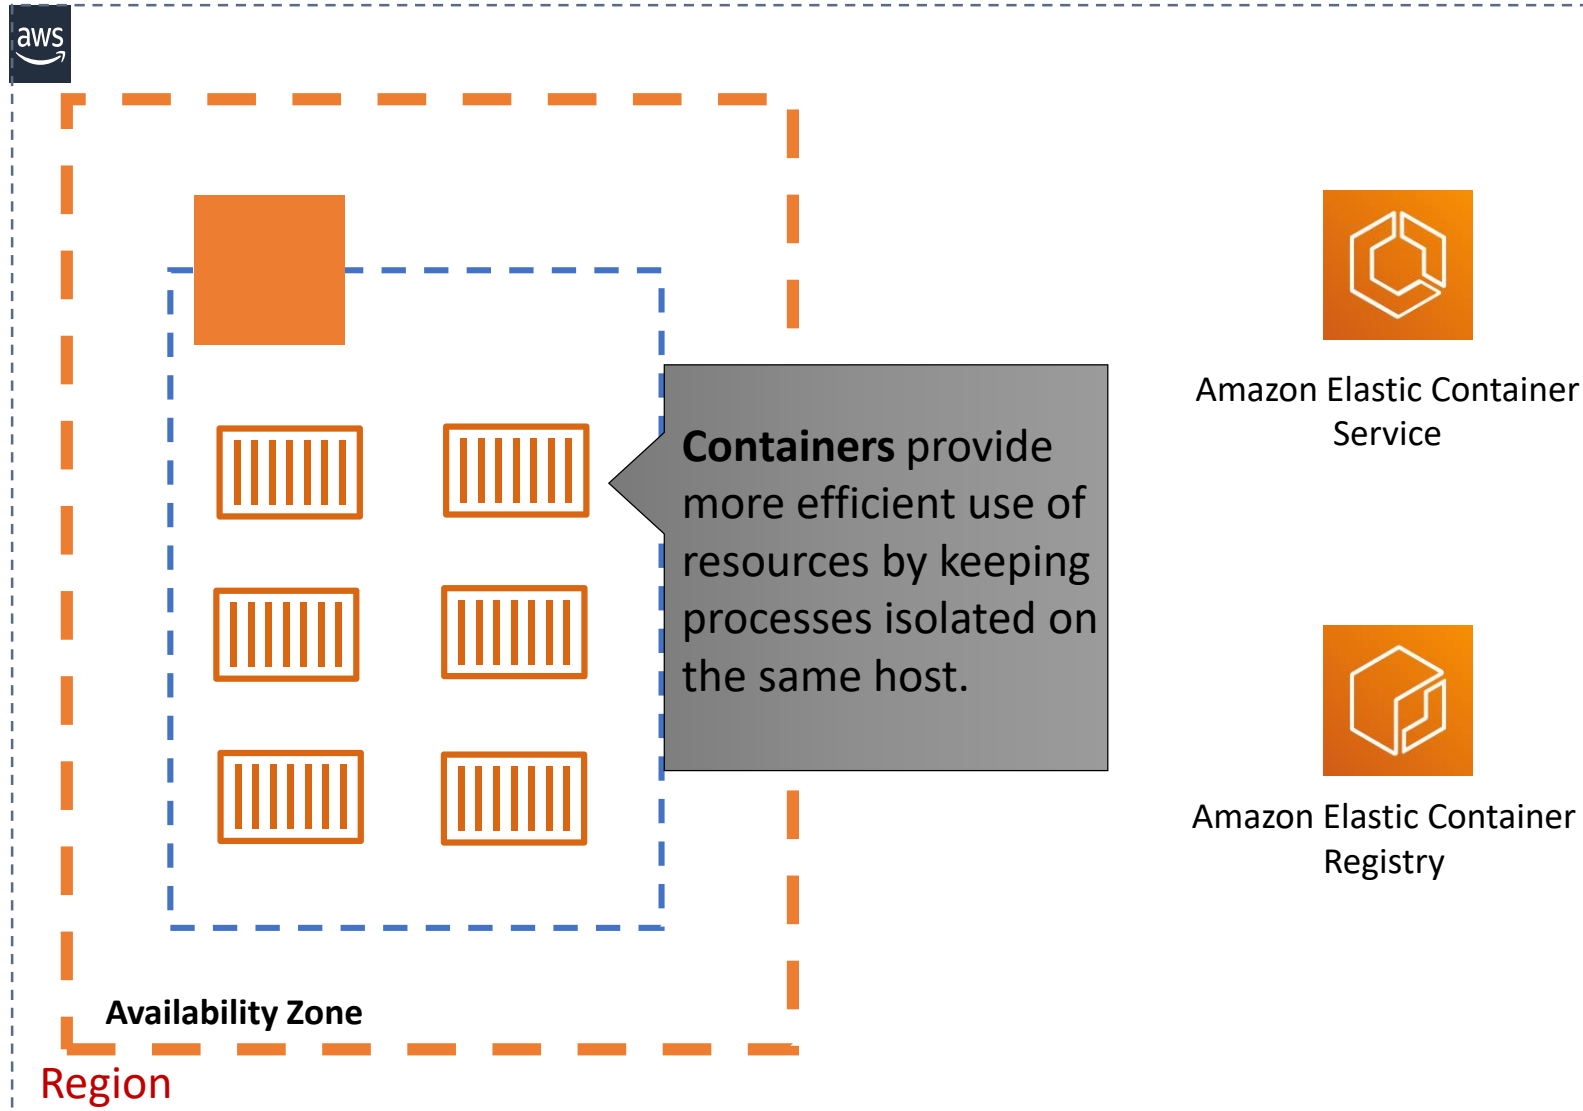 aws
Containers provide
more efficient use of
resources by keeping
processes isolated on
the same host.
Amazon Elastic Container
Service
Amazon Elastic Container
Registry
Availability Zone
Region